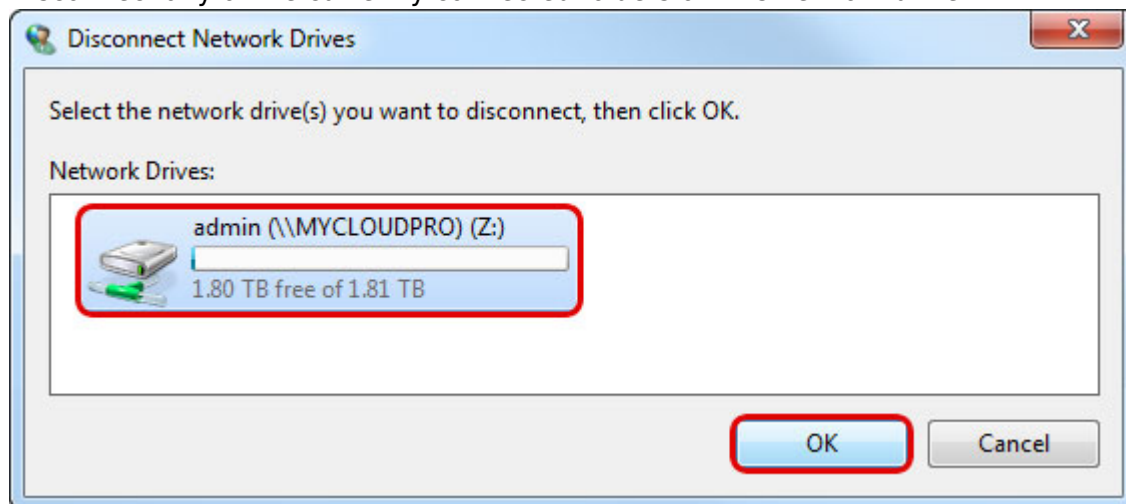 Disconnect Network Drives
Select the network drive(s) you want to disconnect, then click OK.
Network Drives:
admin (\\MYCLOUDPRO) (Z:)
1.80 TB free of 1.81 TB
OK
Cancel